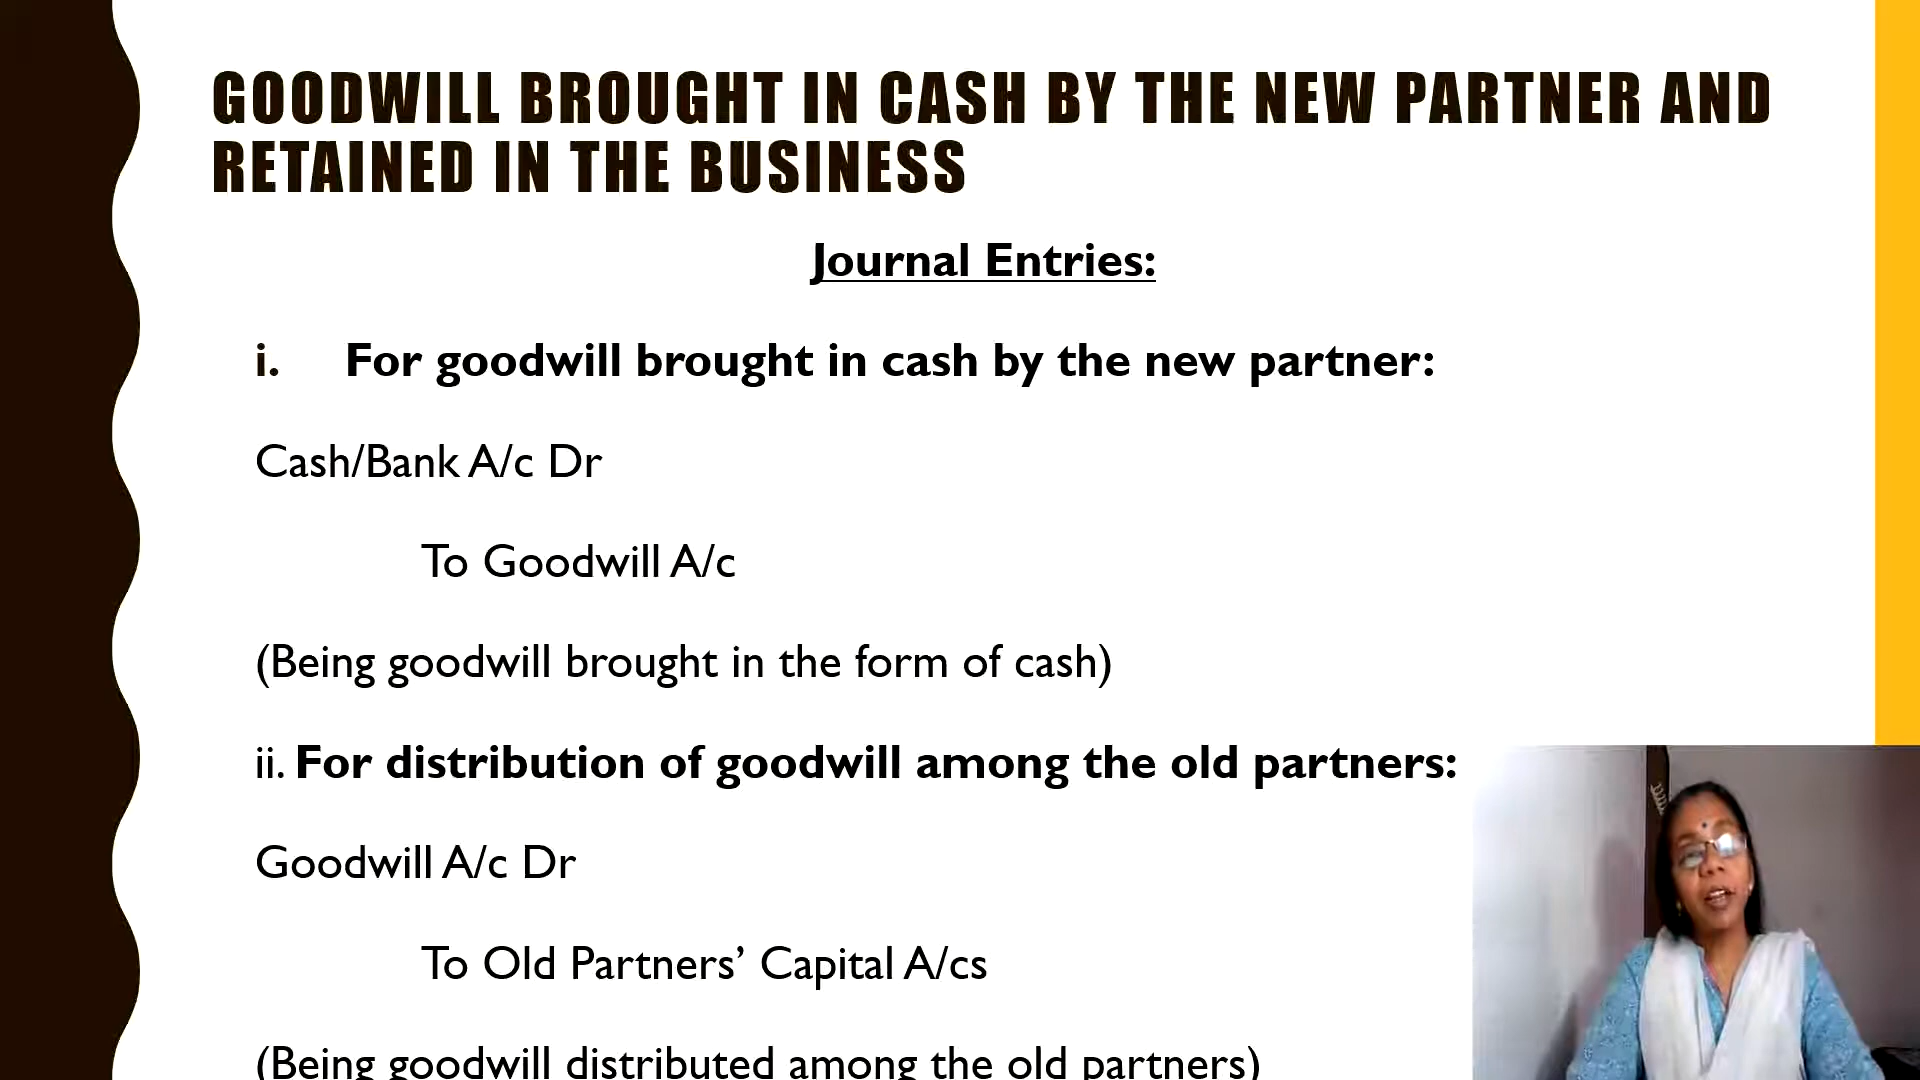 GOODWILL BROUGHT IN CASH BY THE NEW PARTNER AND
RETAINED IN THE BUSINESS
Journal Entries:
i. For goodwill brought in cash by the new partner:
Cash/Bank A/c Dr
To Goodwill A/c
(Being goodwill brought in the form of cash)
ii. For distribution of goodwill among the old partners:
Goodwill A/c Dr
To Old Partners’ Capital A/cs
(Being goodwill distributed among the old partners)